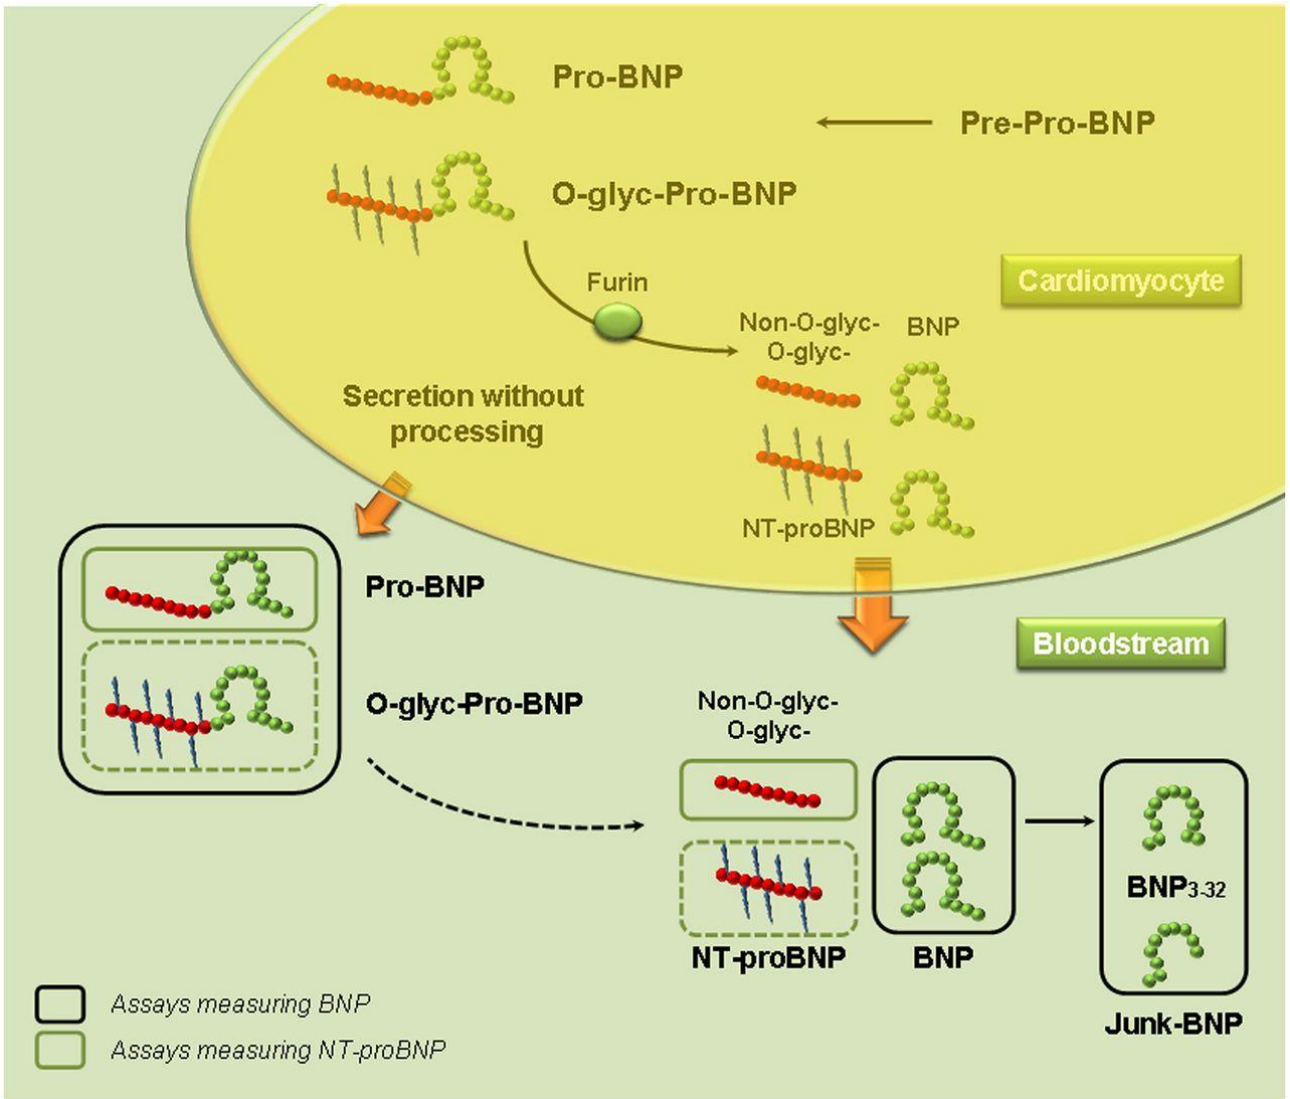 Pro-BNP
Pre-Pro-BNP
O-glyc-Pro-BNP
Cardiomyocyte
Furin
Non-O-glyc-
O-glyc-
BNP
Secretion without
processing
NT-proBNP
Pro-BNP
Bloodstream
O-glyc-Pro-BNP
Non-O-glyc-
O-glyc-
BNP3-32
NT-proBNP
BNP
Junk-BNP
Assays measuring BNP
Assays measuring NT-proBNP